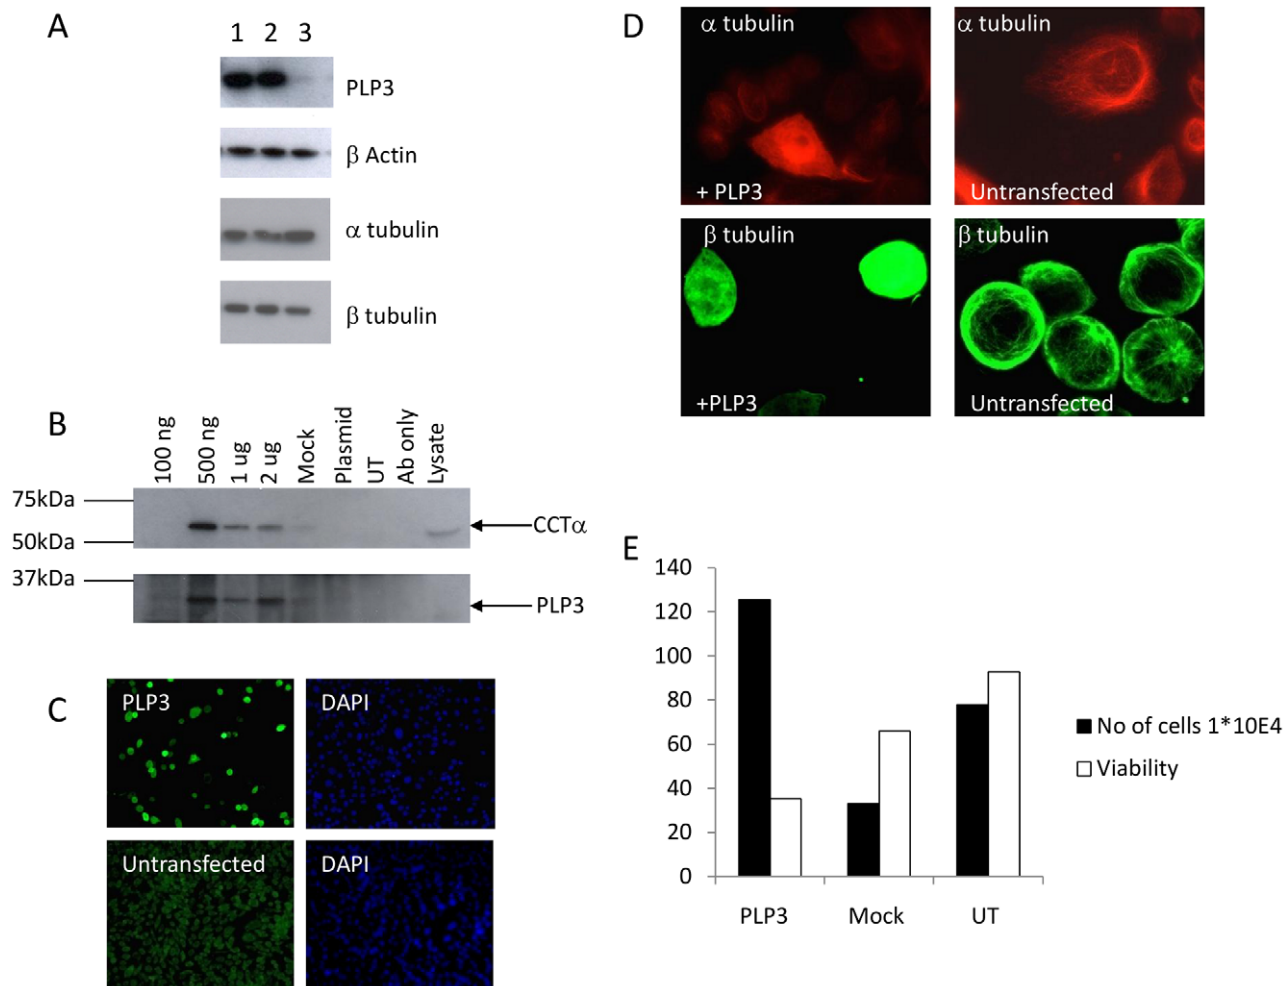 A
1 2 3
PLP3
β Actin
α tubulin
β tubulin
B
100 ng
500 ng
1 ug
2 ug
Mock
Plasmid
UT
Ab only
Lysate
75kDa
50kDa
CCTα
37kDa
PLP3
C
PLP3
DAPI
Untransfected
DAPI
D
α tubulin
+ PLP3
α tubulin
Untransfected
β tubulin
+PLP3
β tubulin
Untransfected
E
140
120
100
80
60
40
20
0
PLP3
Mock
UT
No of cells 1*10E4
Viability